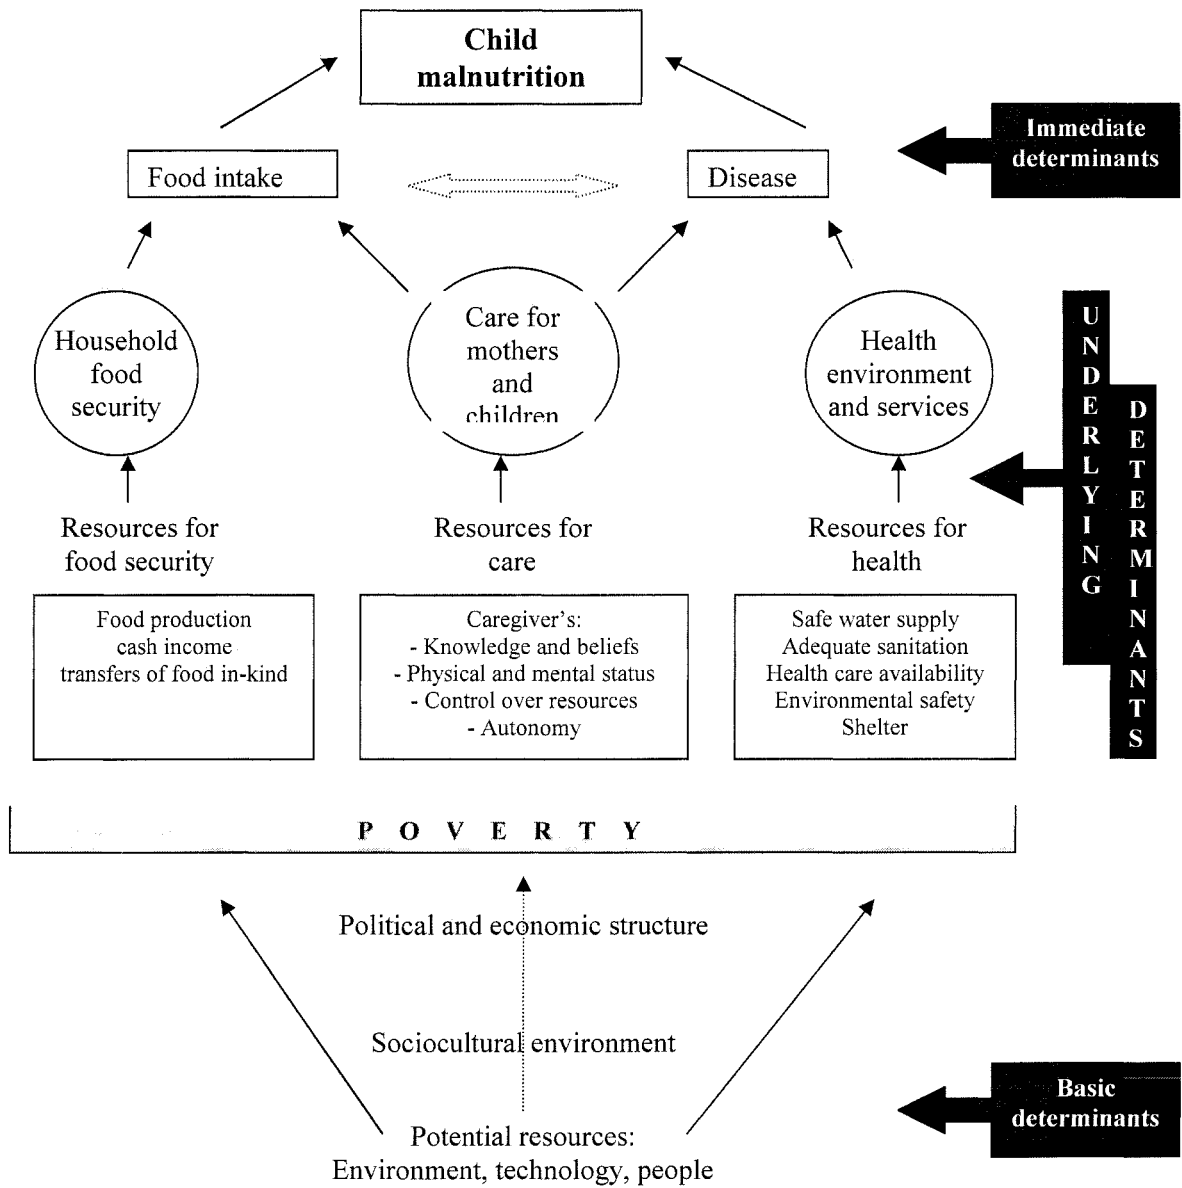 Child
malnutrition
Immediate
determinants
Food intake
Disease
Household
food
security
Care for
mothers
and
children
Health
environment
and services
UNDERLYING
DETERMINANTS
Resources for
food security
Resources for
care
Resources for
health
Food production
cash income
transfers of food in-kind
Caregiver's:
- Knowledge and beliefs
- Physical and mental status
- Control over resources
- Autonomy
Safe water supply
Adequate sanitation
Health care availability
Environmental safety
Shelter
P O V E R T Y
Political and economic structure
Sociocultural environment
Basic
determinants
Potential resources:
Environment, technology, people